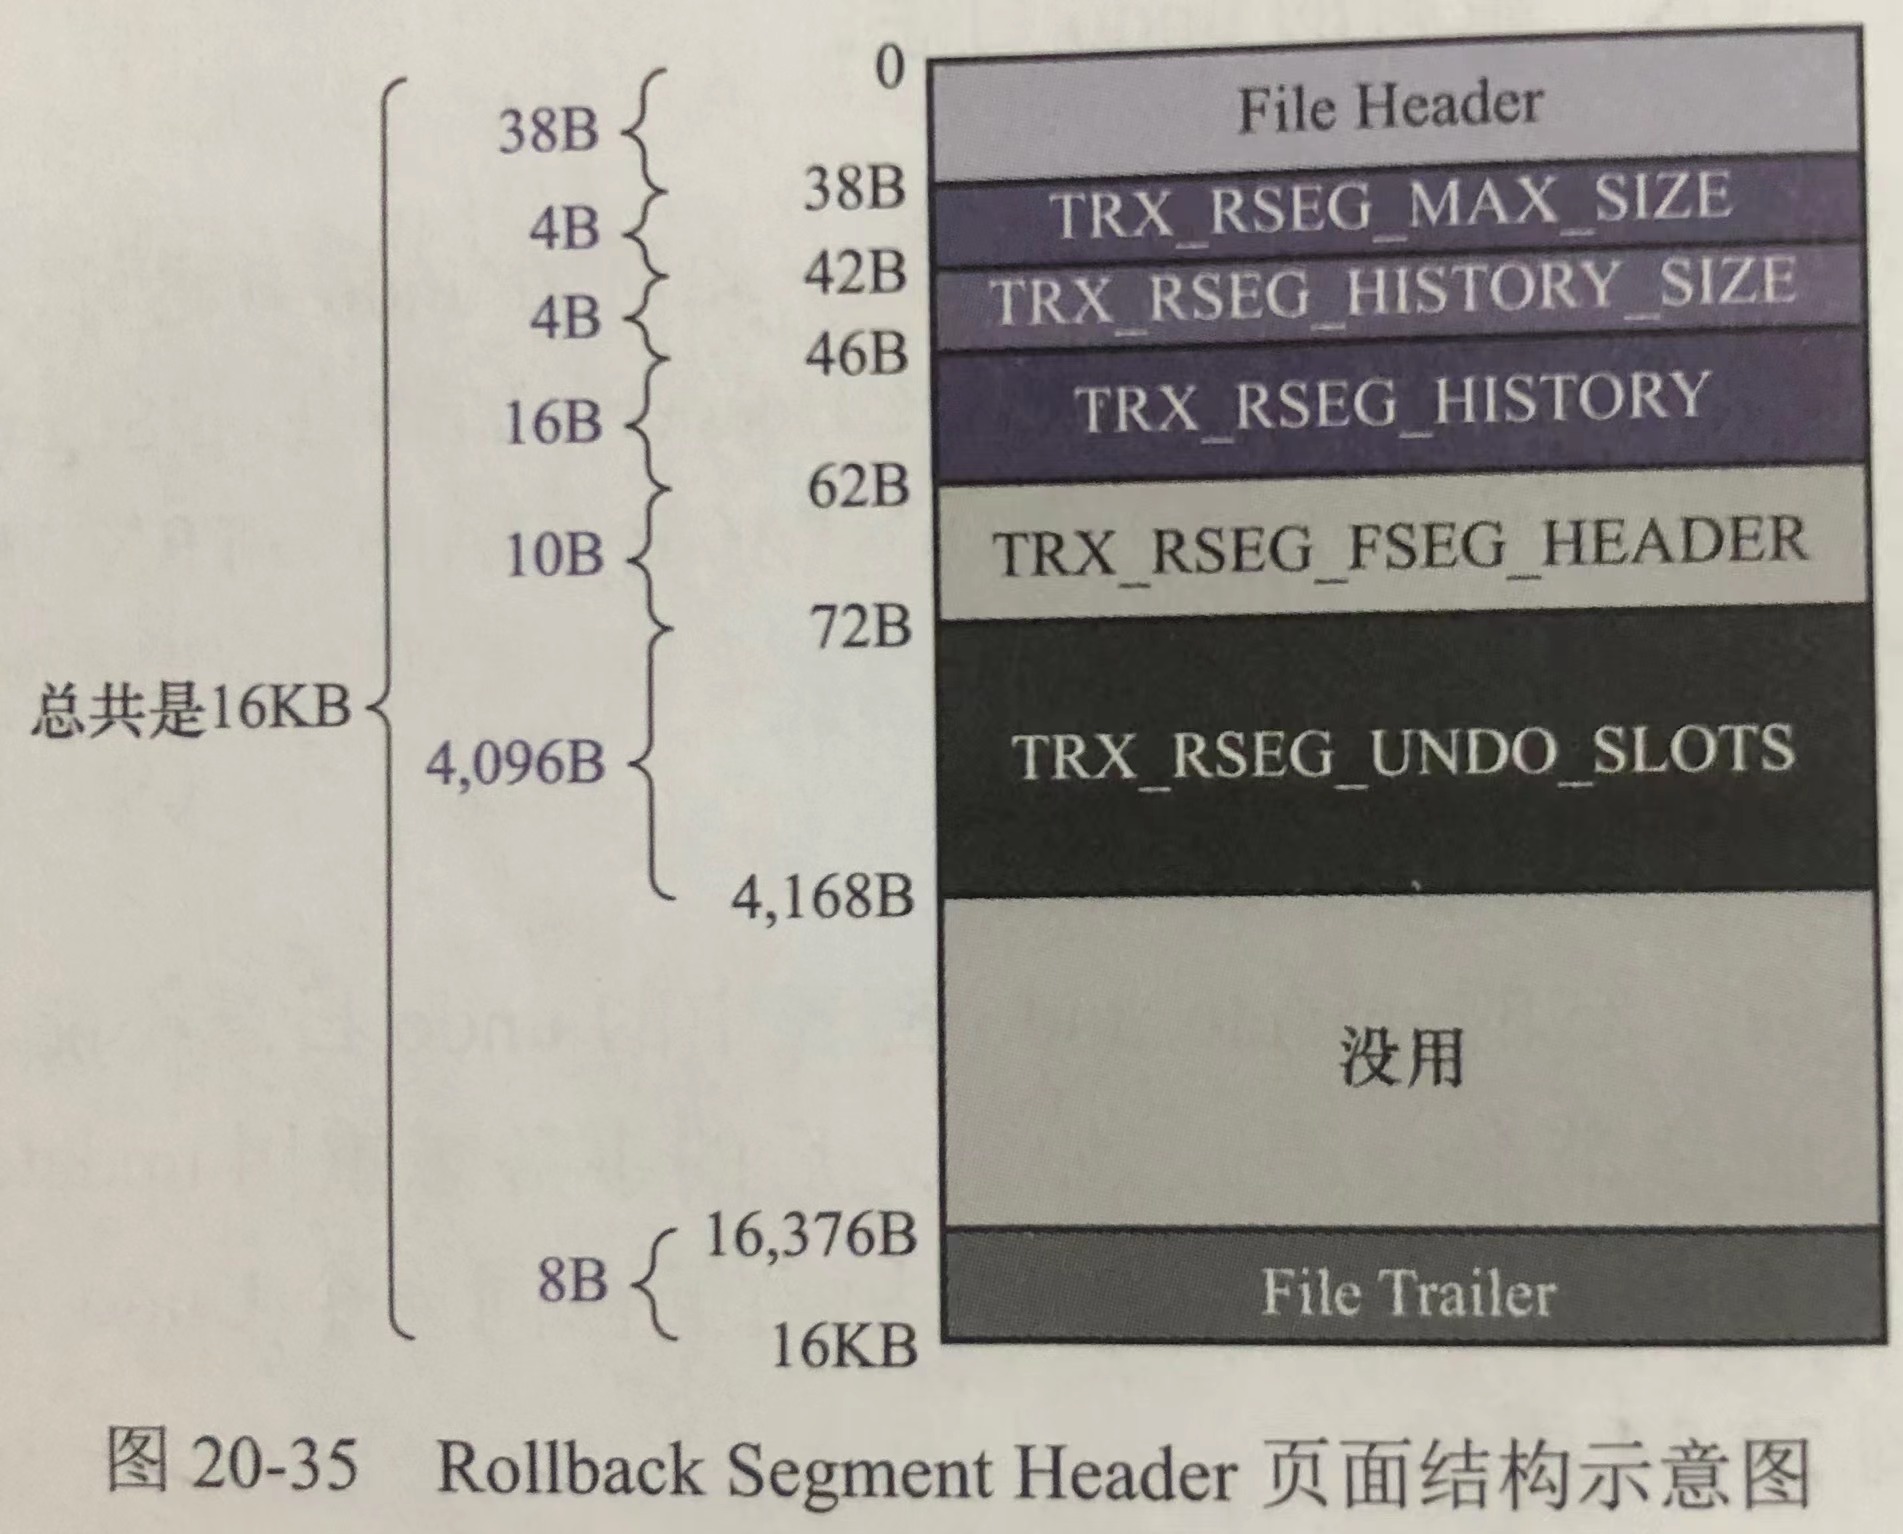 0
File Header
38B
38B
TRX_RSEG_MAX_SIZE
4B
42B
TRX_RSEG_HISTORY_SIZE
4B
46B
TRX_RSEG_HISTORY
16B
62B
TRX_RSEG_FSEG_HEADER
10B
72B
总共是16KB
TRX_RSEG_UNDO_SLOTS
4,096B
4,168B
没用
16,376B
8B
File Trailer
16KB
图 20-35 Rollback Segment Header 页面结构示意图